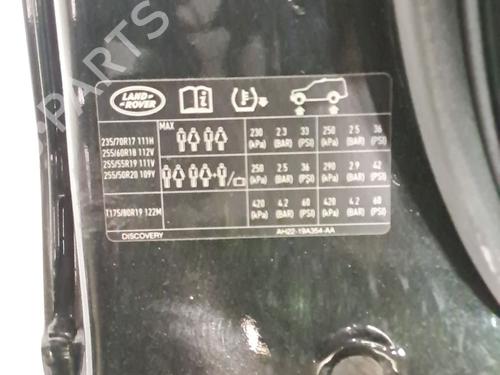 B-PARTS
LAND
ROVER
235/70R17 111H
255/60R18 112V
255/55R19 111V
255/50R20 109Y
MAX
230 2.3 33 250 2.5 36
(kPa) (BAR) (PSI) (kPa) (BAR) (PSI)
250 2.5 36 290 2.9 42
(kPa) (BAR) (PSI) (kPa) (BAR) (PSI)
T175/80R19 122M
420 4.2 60 420 4.2 60
(kPa) (BAR) (PSI) (kPa) (BAR) (PSI)
DISCOVERY AH22-19A354-AA